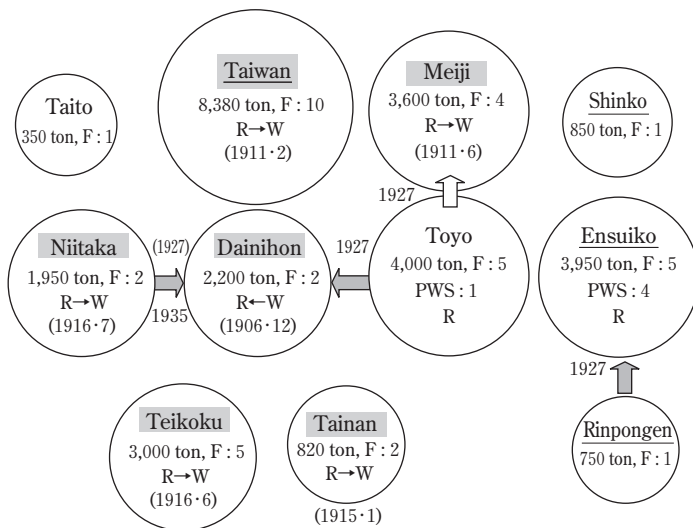 Taito
350 ton, F : 1
Taiwan
8,380 ton, F : 10
R→W
(1911・2)
Meiji
3,600 ton, F : 4
R→W
(1911・6)
Shinko
850 ton, F : 1
1927
Niitaka
1,950 ton, F : 2
R→W
(1916・7)
(1927)
1935
Dainihon
2,200 ton, F : 2
R←W
(1906・12)
1927
Toyo
4,000 ton, F : 5
PWS : 1
R
Ensuiko
3,950 ton, F : 5
PWS : 4
R
1927
Teikoku
3,000 ton, F : 5
R→W
(1916・6)
Tainan
820 ton, F : 2
R→W
(1915・1)
Rinpongen
750 ton, F : 1